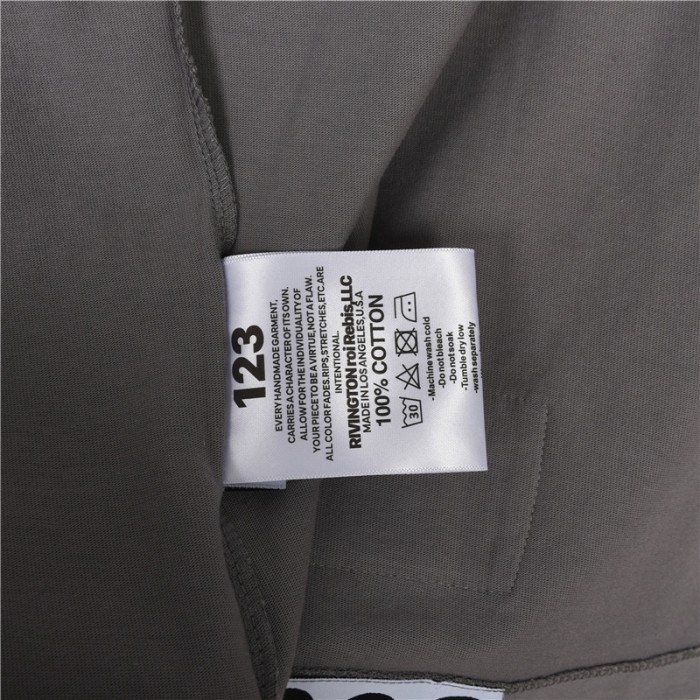 123
EVERY HANDMADE GARMENT,
CARRIES A CHARACTER OF ITS OWN.
ALLOW FOR THE INDIVIDUALITY OF
YOUR PIECE TO BE A VIRTUE, NOT A FLAW.
ALL COLOR FADES. RIPS, STRETCHES, ETC. ARE
INTENTIONAL.
RIVINGTON roi Rebis, LLC
MADE IN LOS ANGELES, U.S.A
100% COTTON
30
-Machine wash cold
-Do not bleach
-Do not soak
-Tumble dry low
-wash separately